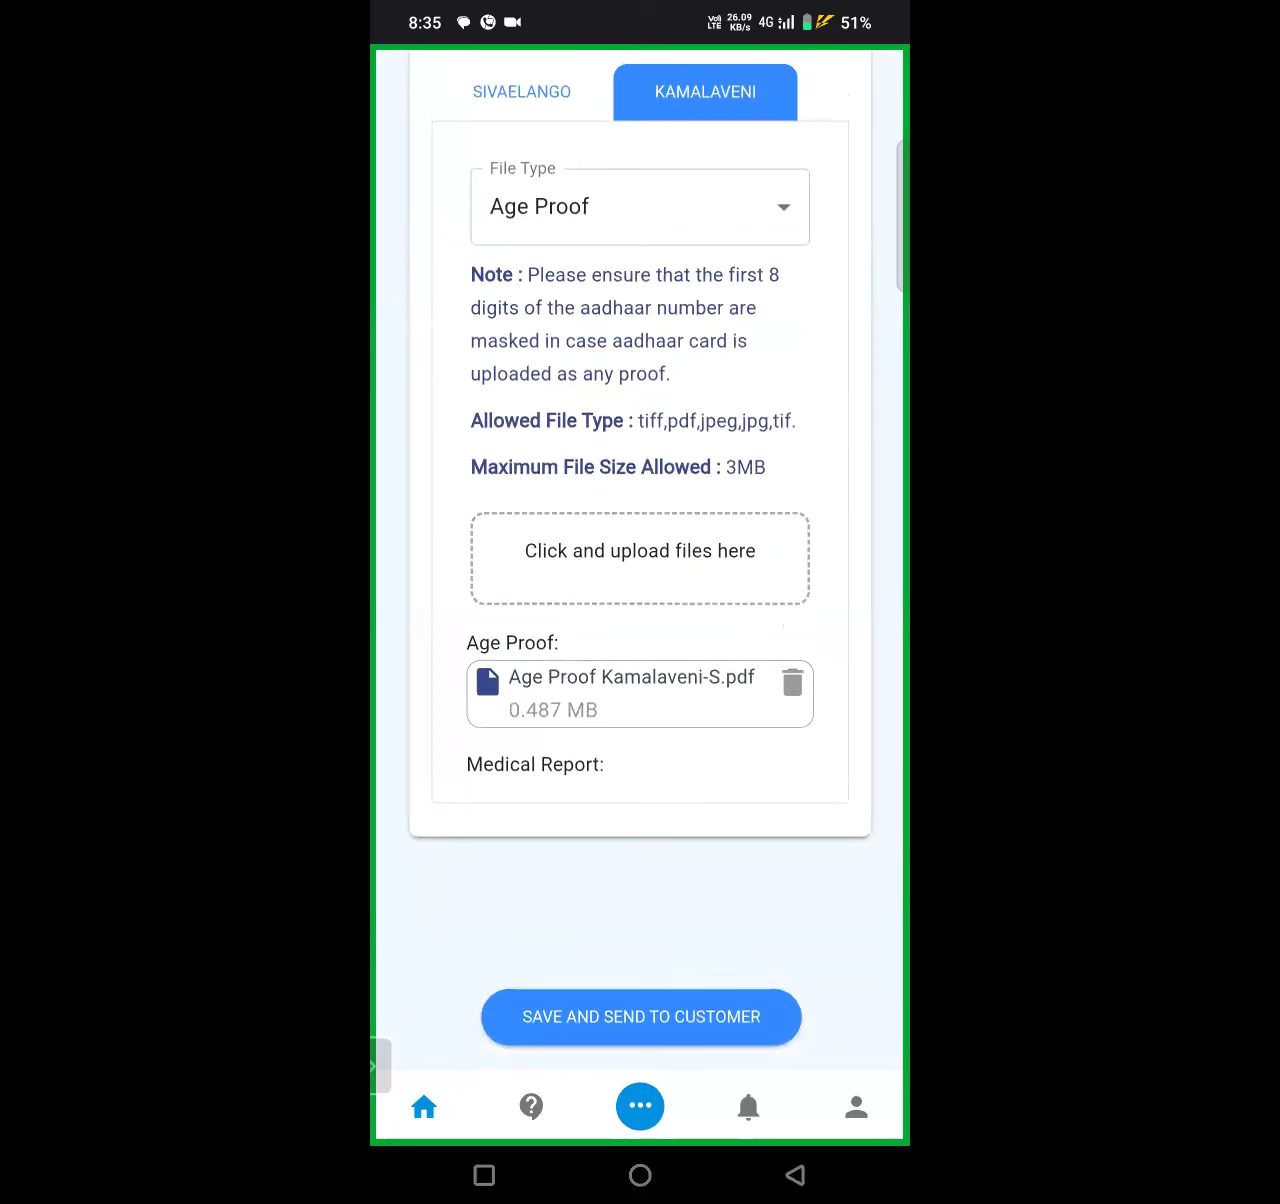 8:35
Vo) LTE 26.09 KB/s 4G 51%
SIVAELANGO KAMALAVENI
File Type
Age Proof
Note : Please ensure that the first 8
digits of the aadhaar number are
masked in case aadhaar card is
uploaded as any proof.
Allowed File Type : tiff,pdf,jpeg,jpg,tif.
Maximum File Size Allowed : 3MB
Click and upload files here
Age Proof:
Age Proof Kamalaveni-S.pdf
0.487 MB
Medical Report:
SAVE AND SEND TO CUSTOMER